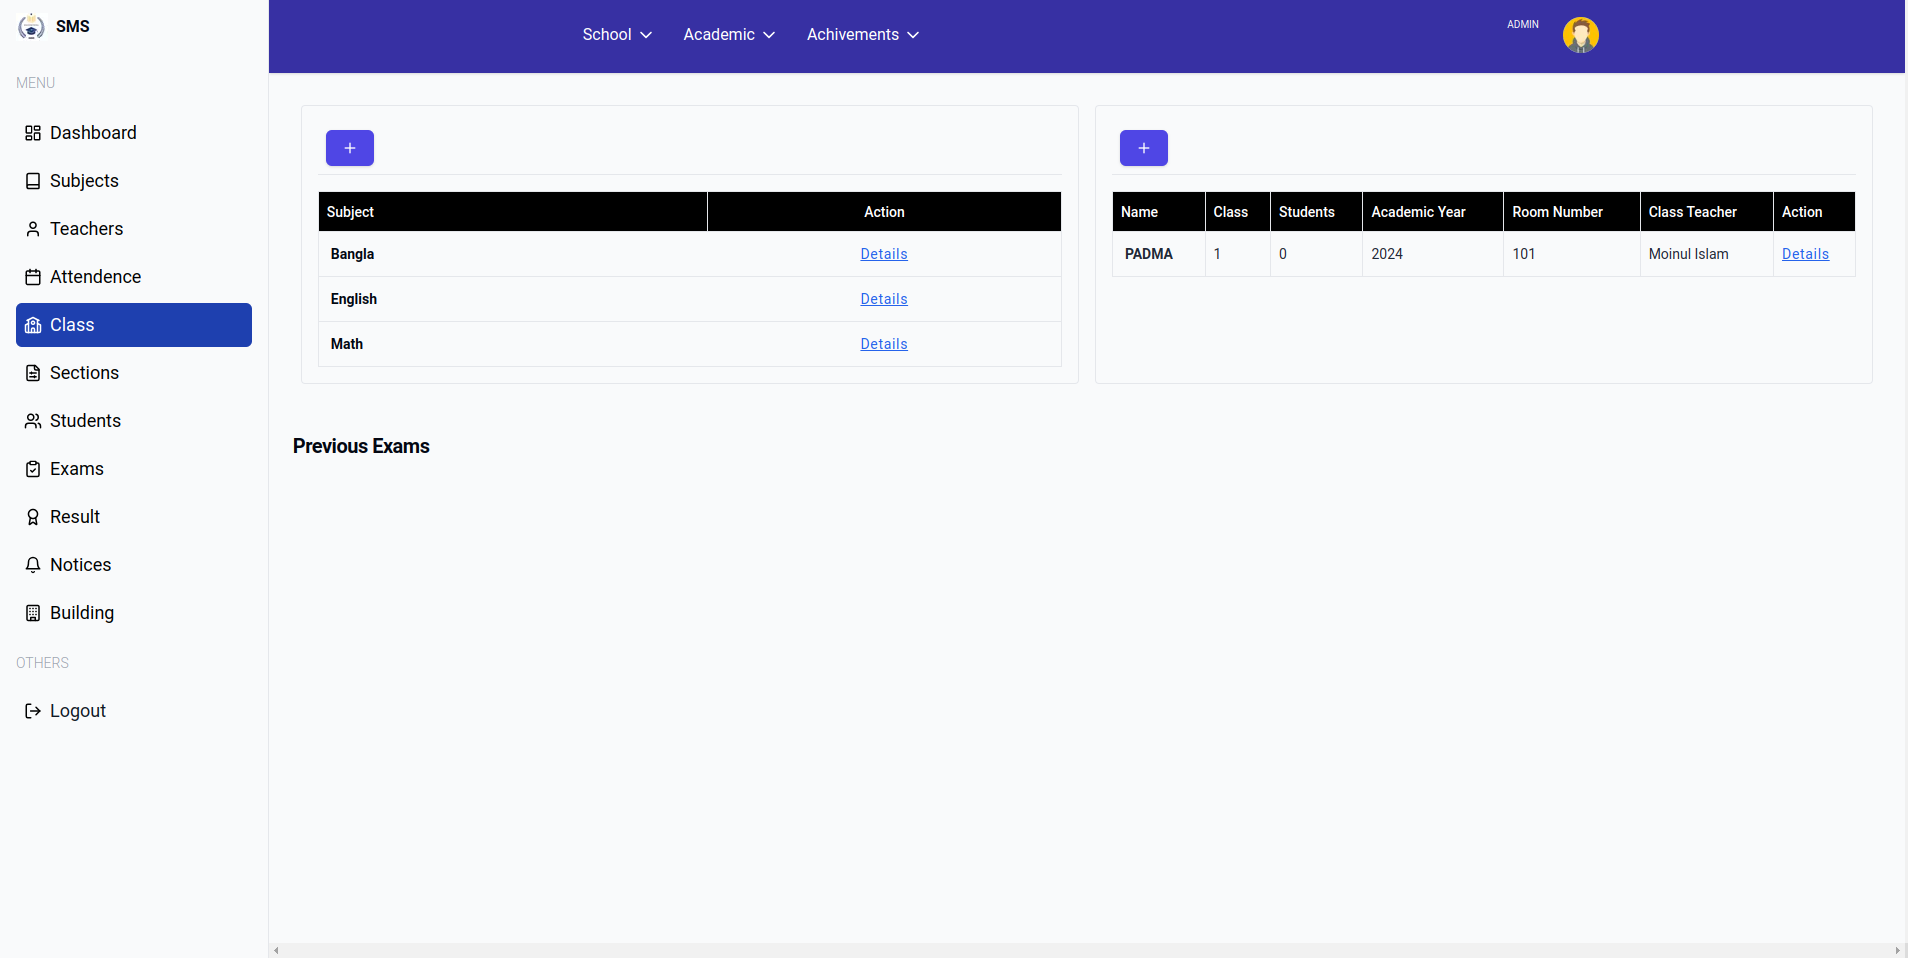 SMS
MENU
Dashboard
Subjects
Teachers
Attendence
Class
Sections
Students
Exams
Result
Notices
Building
OTHERS
Logout
School Academic Achivements ADMIN
+
Subject Action
Bangla Details
English Details
Math Details
+
Name Class Students Academic Year Room Number Class Teacher Action
PADMA 1 0 2024 101 Moinul Islam Details
Previous Exams